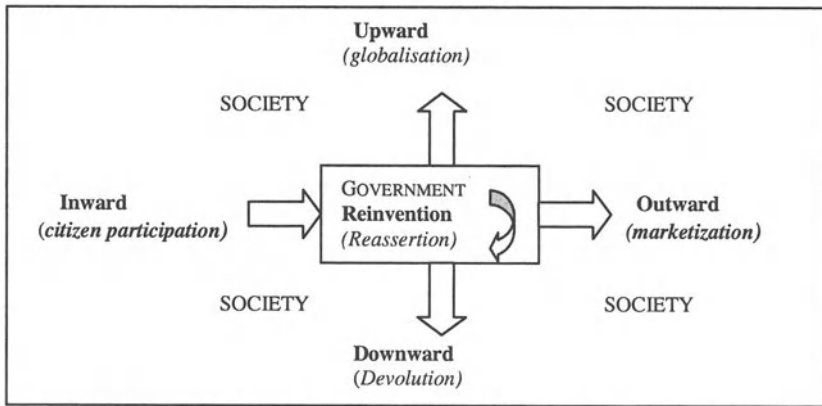 Upward
(globalisation)
SOCIETY SOCIETY
Inward
(citizen participation)
GOVERNMENT
Reinvention
(Reassertion)
Outward
(marketization)
SOCIETY SOCIETY
Downward
(Devolution)